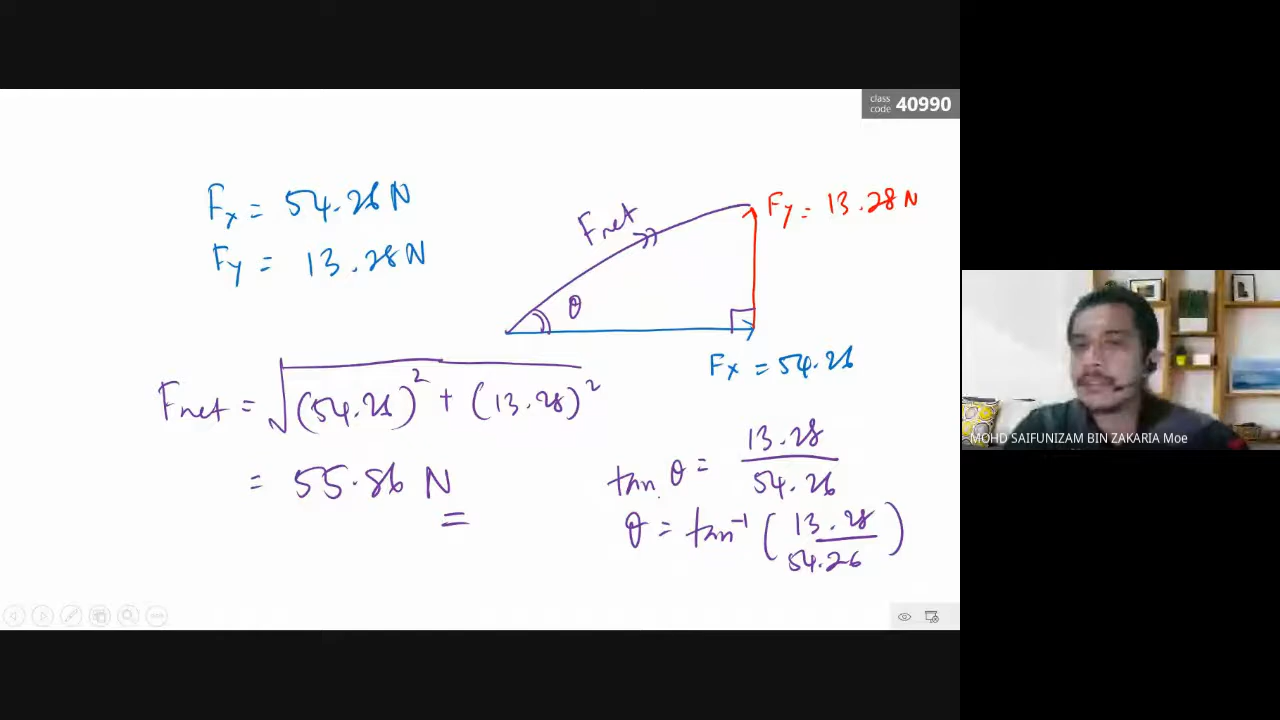 class code 40990
Fx = 54.26 N
Fy = 13.28 N
Fnet
Fy = 13.28 N
θ
Fx = 54.26
Fnet = √(54.26)² + (13.28)²
= 55.86 N
tan θ = 13.28 / 54.26
θ = tan⁻¹ (13.28 / 54.26)
MOHD SAIFUNIZAM BIN ZAKARIA Moe